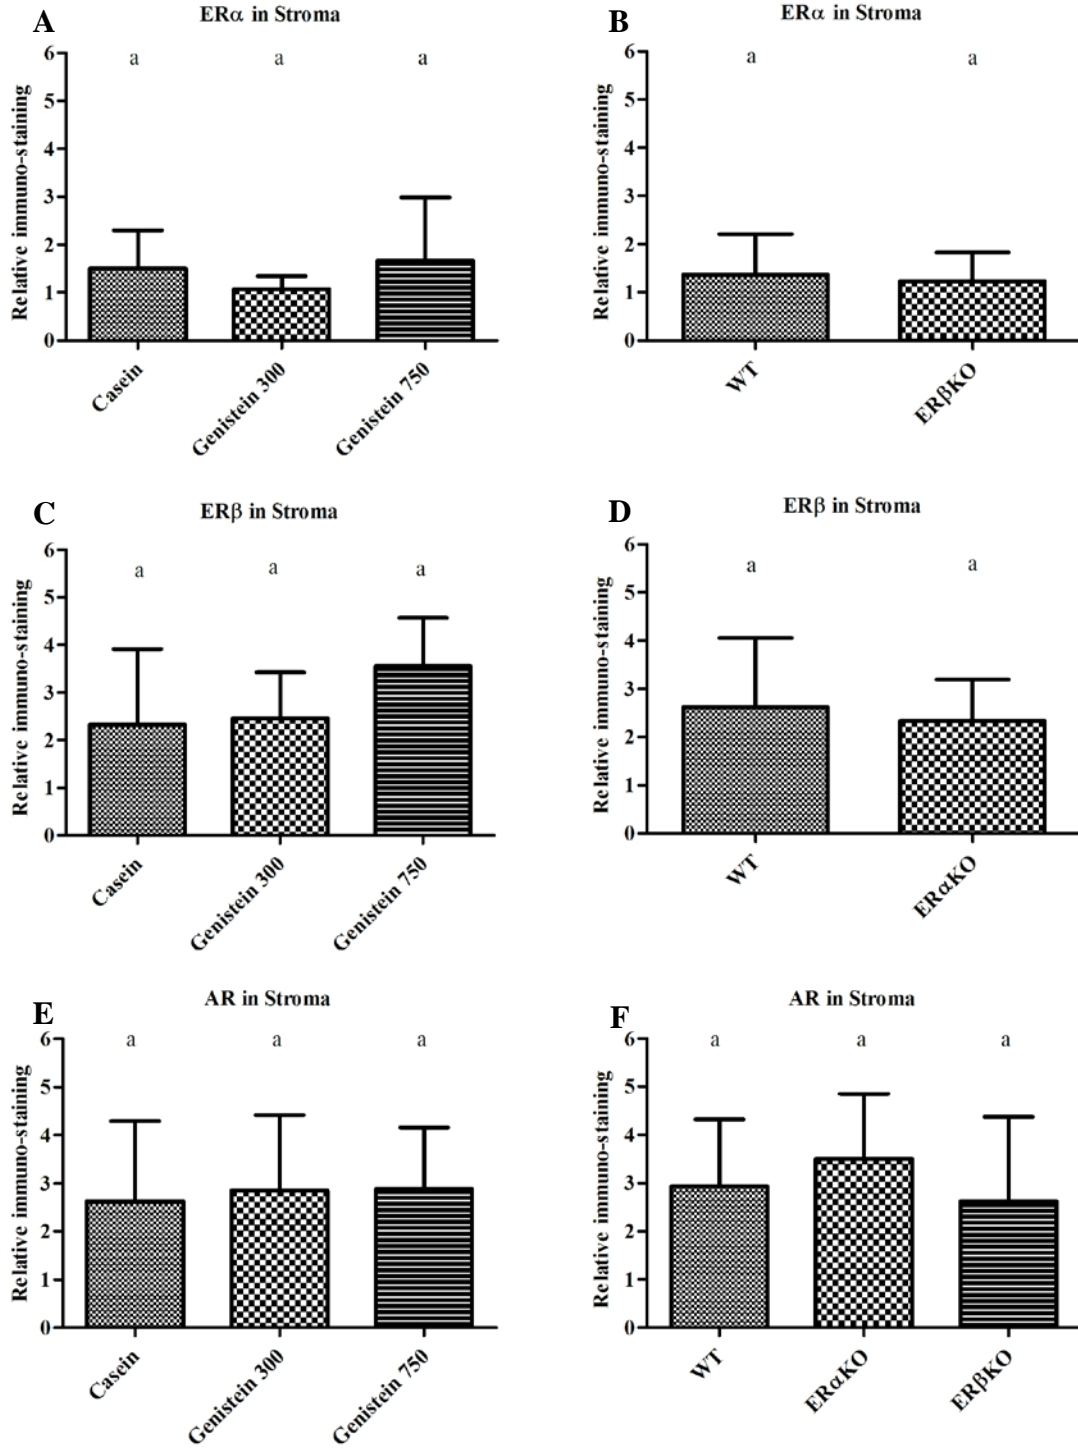 A
ERα in Stroma
a a a
Relative immuno-staining
6
5
4
3
2
1
0
Casein
Genistein 300
Genistein 750
B
ERα in Stroma
a a
Relative immuno-staining
6
5
4
3
2
1
0
WT
ERβKO
C
ERβ in Stroma
a a a
Relative immuno-staining
6
5
4
3
2
1
0
Casein
Genistein 300
Genistein 750
D
ERβ in Stroma
a a
Relative immuno-staining
6
5
4
3
2
1
0
WT
ERαKO
E
AR in Stroma
a a a
Relative immuno-staining
6
5
4
3
2
1
0
Casein
Genistein 300
Genistein 750
F
AR in Stroma
a a a
Relative immuno-staining
6
5
4
3
2
1
0
WT
ERαKO
ERβKO